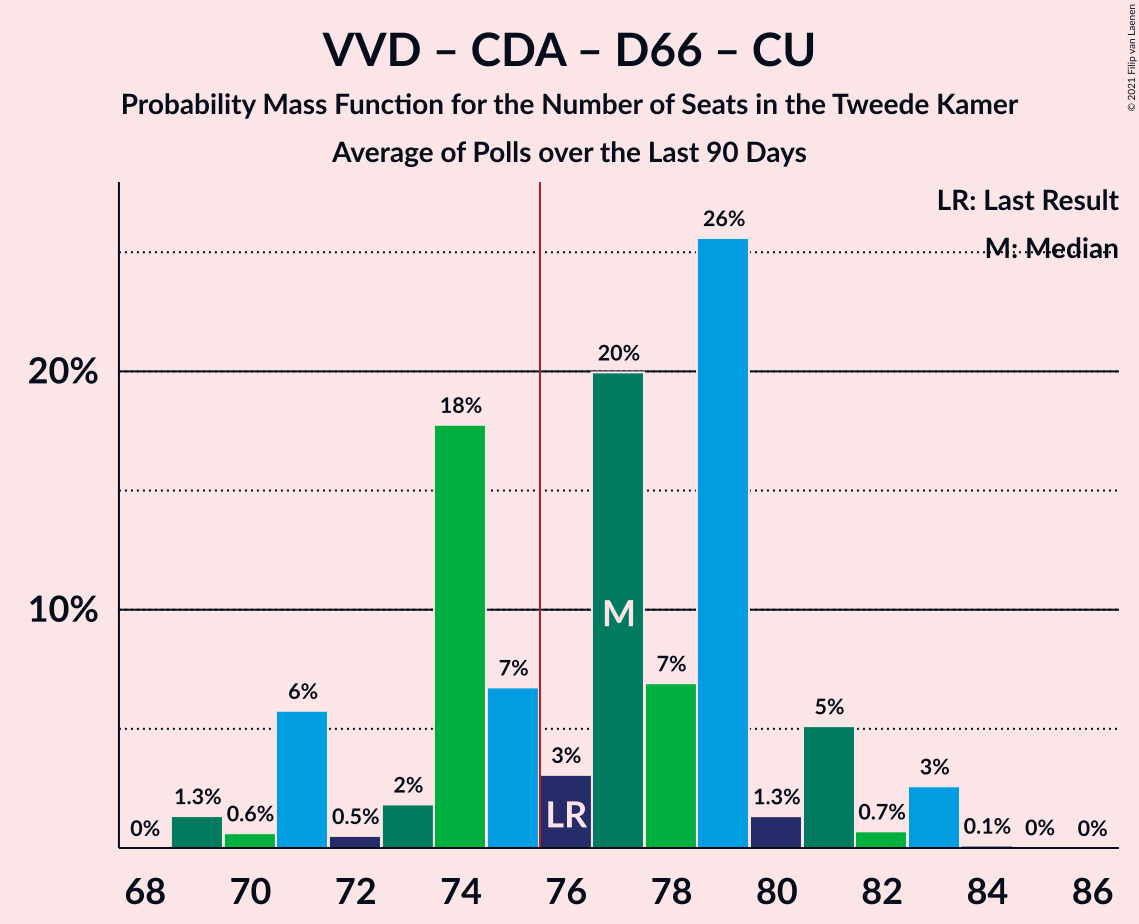 VVD – CDA – D66 – CU
Probability Mass Function for the Number of Seats in the Tweede Kamer
Average of Polls over the Last 90 Days
© 2021 Filip van Laenen
LR: Last Result
M: Median
26%
20%
20%
18%
M
10%
7%
7%
6%
5%
3%
3%
2%
1.3%
1.3%
0.6%
0.5%
LR
0.7%
0.1%
0%
0%
0%
68 70 72 74 76 78 80 82 84 86